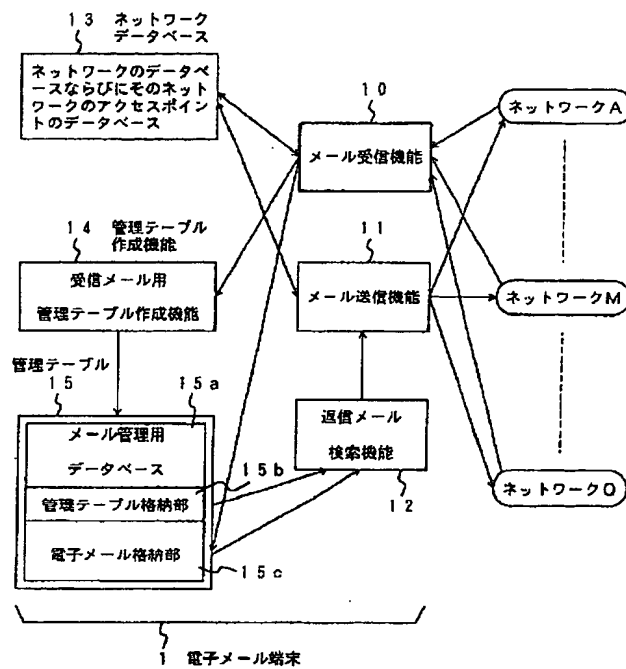 13 ネットワーク
データベース
ネットワークのデータベ
ースならびにそのネット
ワークのアクセスポイン
トのデータベース
10
メール受信機能
ネットワークA
14 管理テーブル
作成機能
受信メール用
管理テーブル作成機能
11
メール送信機能
ネットワークM
管理テーブル
15
15a
メール管理用
データベース
15b
管理テーブル格納部
電子メール格納部
15c
返信メール
検索機能
12
ネットワークQ
1 電子メール端末